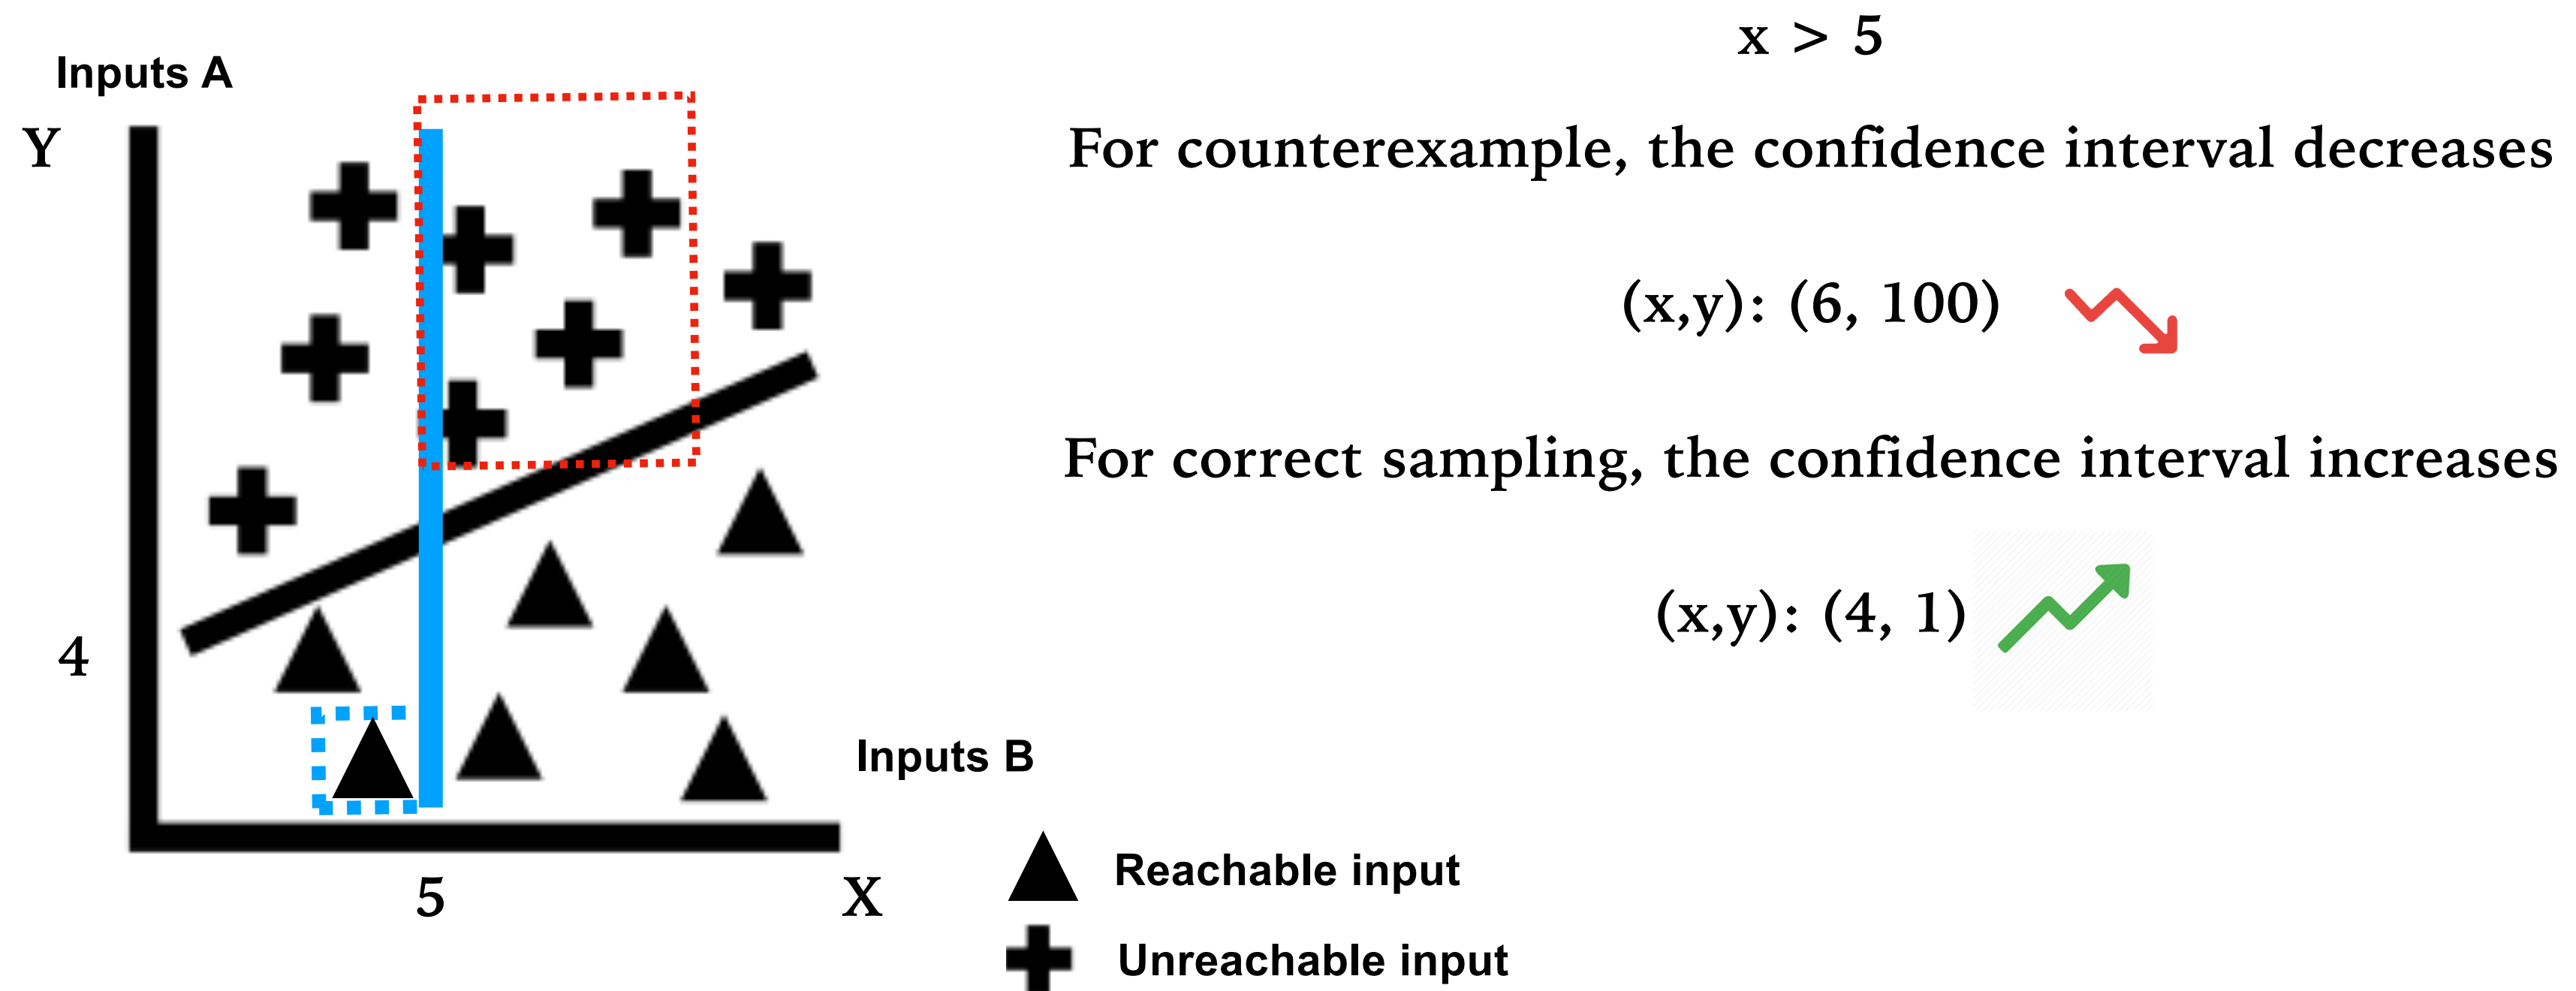 x > 5
Inputs A
Y
For counterexample, the confidence interval decreases
(x,y): (6, 100)
For correct sampling, the confidence interval increases
(x,y): (4, 1)
4
Inputs B
5
X
Reachable input
Unreachable input